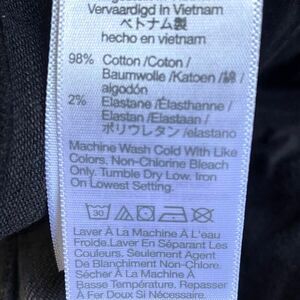 Vervaardigd In Vietnam
ベトナム製
hecho en vietnam
98% Cotton /Coton /
Baumwolle /Katoen /綿 /
algodón
2% Elastane /Élasthanne /
Elastan /Elastaan /
ポリウレタン /elastano
Machine Wash Cold With Like
Colors. Non-Chlorine Bleach
Only. Tumble Dry Low. Iron
On Lowest Setting.
30
Laver À La Machine À L'eau
Froide.Laver En Séparant Les
Couleurs. Seulement Agent
De Blanchiment Non-Chloré.
Sécher À La Machine À
Basse Température. Repasser
À Fer Doux Si Nécessaire.